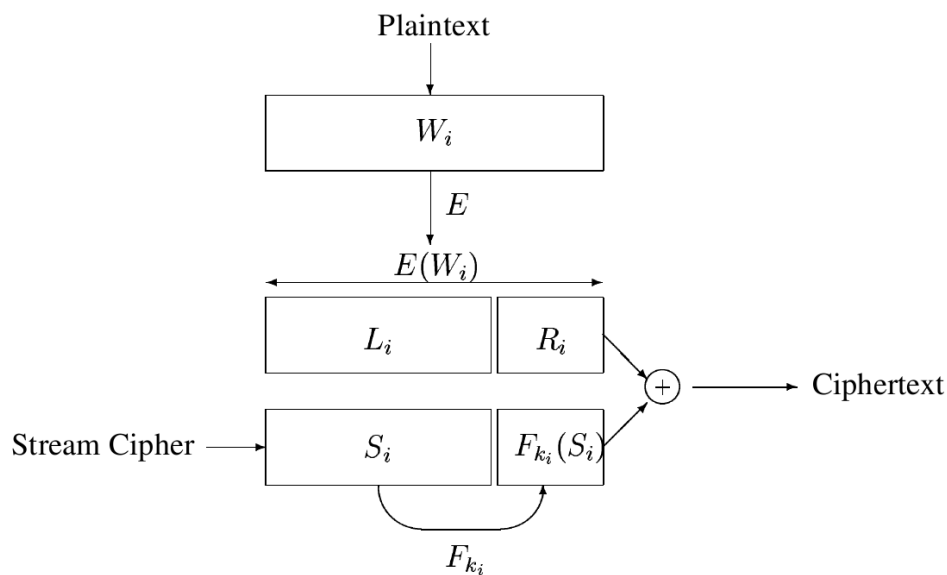 Plaintext
W_i
E
E(W_i)
L_i R_i
+ Ciphertext
Stream Cipher S_i F_{k_i}(S_i)
F_{k_i}